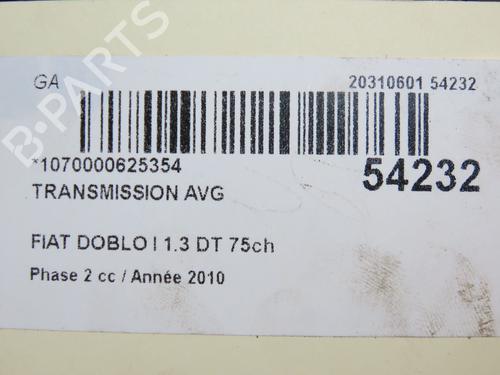 GA 20310601 54232
*1070000625354
54232
TRANSMISSION AVG
FIAT DOBLO I 1.3 DT 75ch
Phase 2 cc / Année 2010
B-PARTS